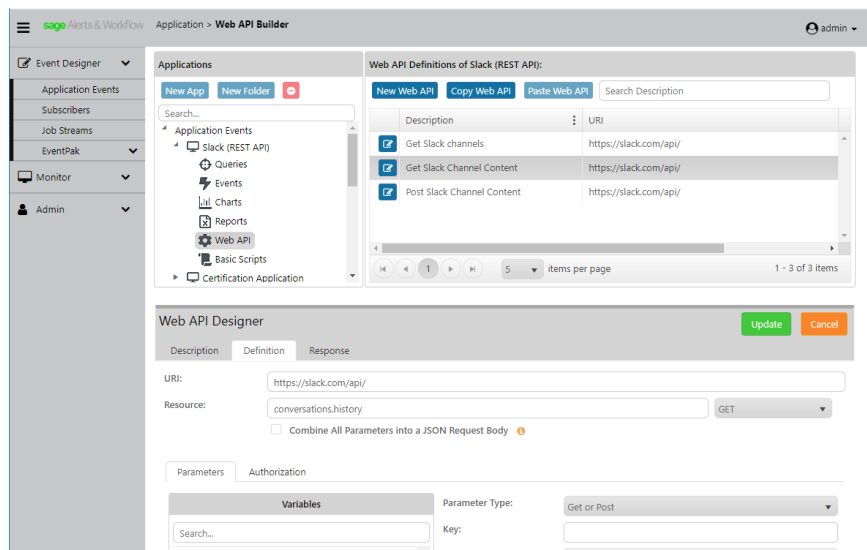 sage Alerts & Workflow
Application > Web API Builder
admin
Event Designer
Application Events
Subscribers
Job Streams
EventPak
Monitor
Admin
Applications
New App
New Folder
Search...
Application Events
Slack (REST API)
Queries
Events
Charts
Reports
Web API
Basic Scripts
Certification Application
Web API Definitions of Slack (REST API):
New Web API
Copy Web API
Paste Web API
Search Description
Description
URI
Get Slack channels
https://slack.com/api/
Get Slack Channel Content
https://slack.com/api/
Post Slack Channel Content
https://slack.com/api/
1
5
items per page
1 - 3 of 3 items
Web API Designer
Update
Cancel
Description
Definition
Response
URI:
https://slack.com/api/
Resource:
conversations.history
GET
Combine All Parameters into a JSON Request Body
Parameters
Authorization
Variables
Search...
Parameter Type:
Get or Post
Key: